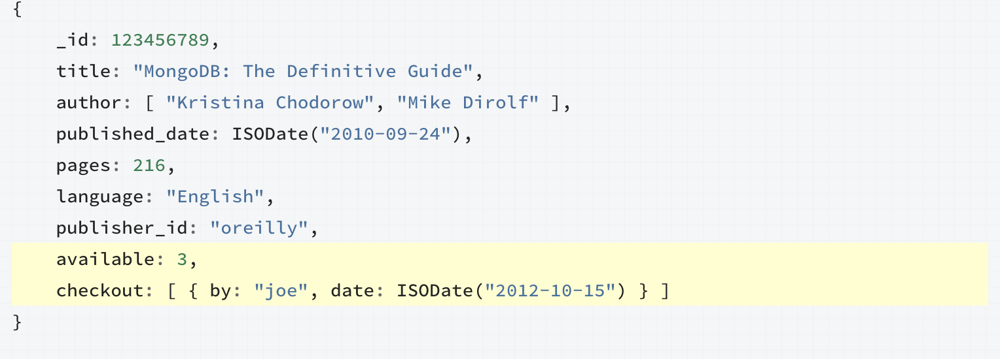 {
    _id: 123456789,
    title: "MongoDB: The Definitive Guide",
    author: [ "Kristina Chodorow", "Mike Dirolf" ],
    published_date: ISODate("2010-09-24"),
    pages: 216,
    language: "English",
    publisher_id: "oreilly",
    available: 3,
    checkout: [ { by: "joe", date: ISODate("2012-10-15") } ]
}